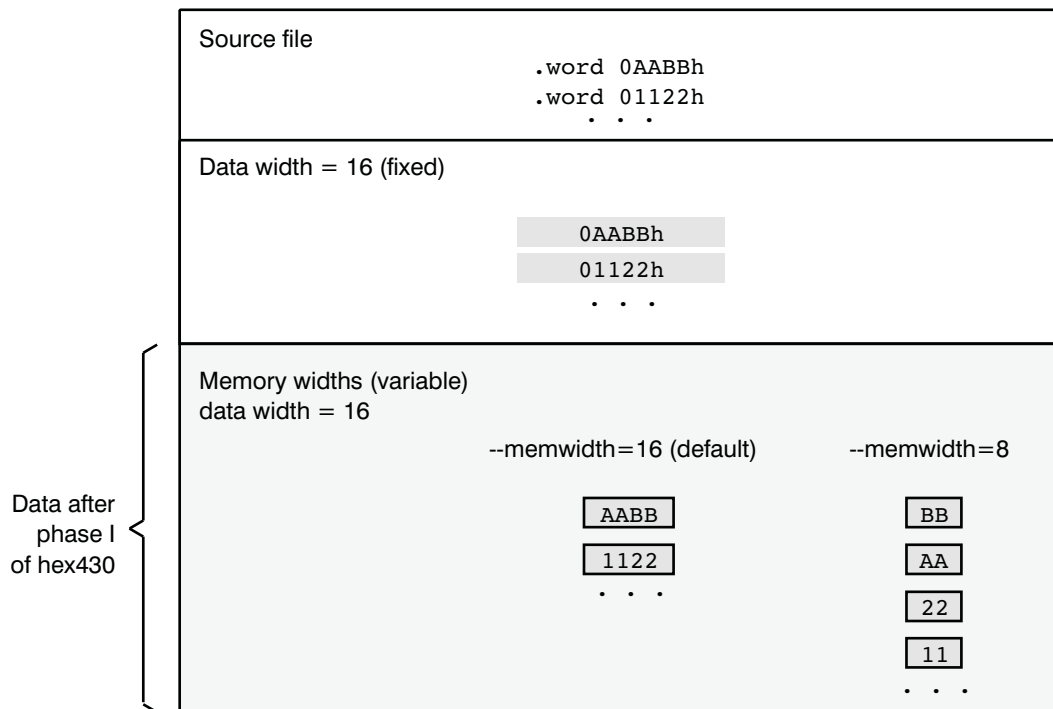 Source file
.word 0AABBh
.word 01122h
. . .
Data width = 16 (fixed)
0AABBh
01122h
. . .
Memory widths (variable)
data width = 16
--memwidth=16 (default) --memwidth=8
Data after
phase I
of hex430
AABB BB
1122 AA
. . . 22
11
. . .